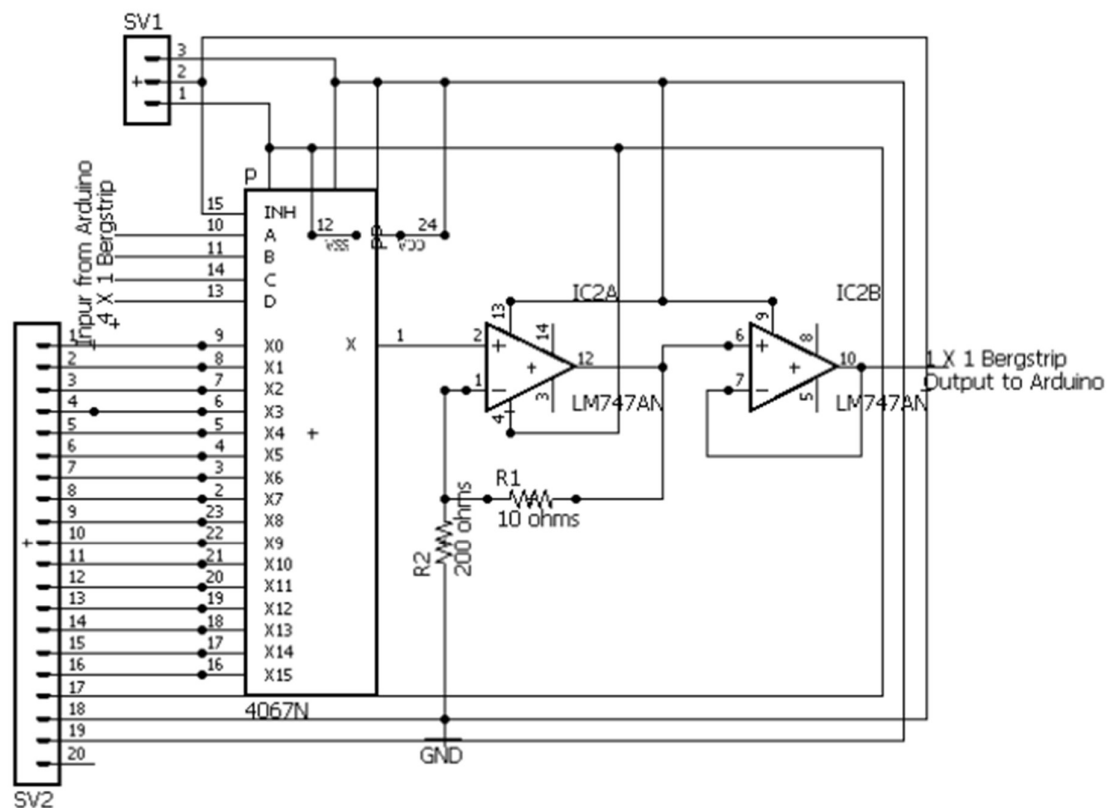 SV1
3
2
1
+
Inpur from Arduino
4 X 1 Bergstrip
+
P
15 INH
10 A
11 B
14 C
13 D
12 VSS
PP
VCC 24
9 X0
8 X1
7 X2
6 X3
5 X4
4 X5
3 X6
2 X7
23 X8
22 X9
21 X10
20 X11
19 X12
18 X13
17 X14
16 X15
X 1
+
4067N
1
2
3
4
5
6
7
8
9
10
11
12
13
14
15
16
17
18
19
20
+
SV2
IC2A
13
14
2 +
1 −
+
12
3
4
LM747AN
IC2B
9
8
6 +
7 −
+
10
5
LM747AN
1 X 1 Bergstrip
Output to Arduino
R1
10 ohms
R2
200 ohms
GND